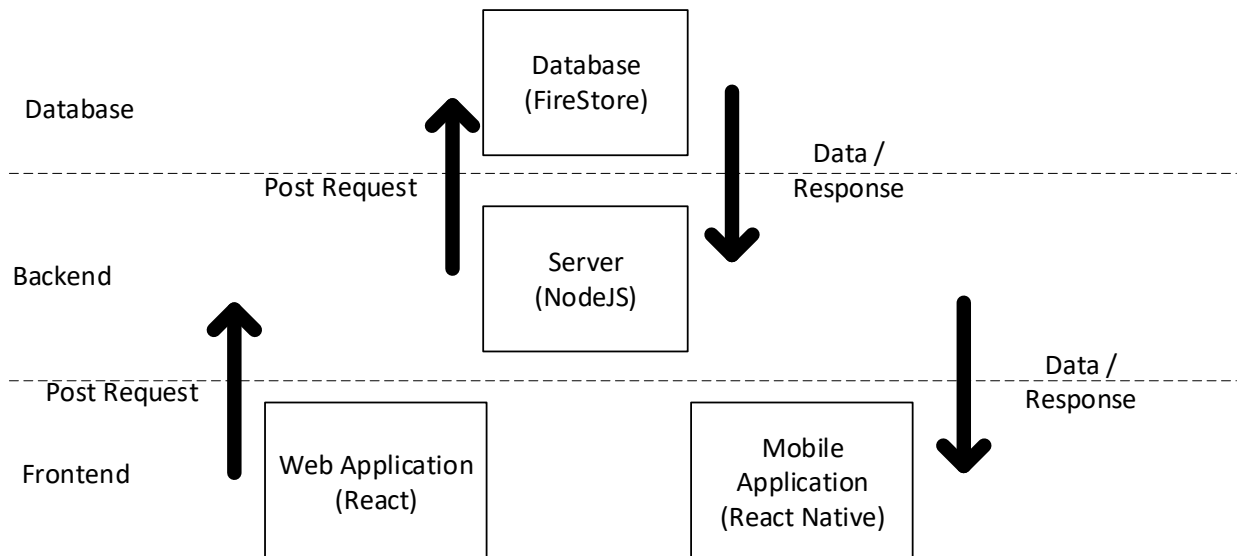 Database
(FireStore)
Database
Data /
Response
Post Request
Server
(NodeJS)
Backend
Data /
Response
Post Request
Web Application
(React)
Mobile
Application
(React Native)
Frontend